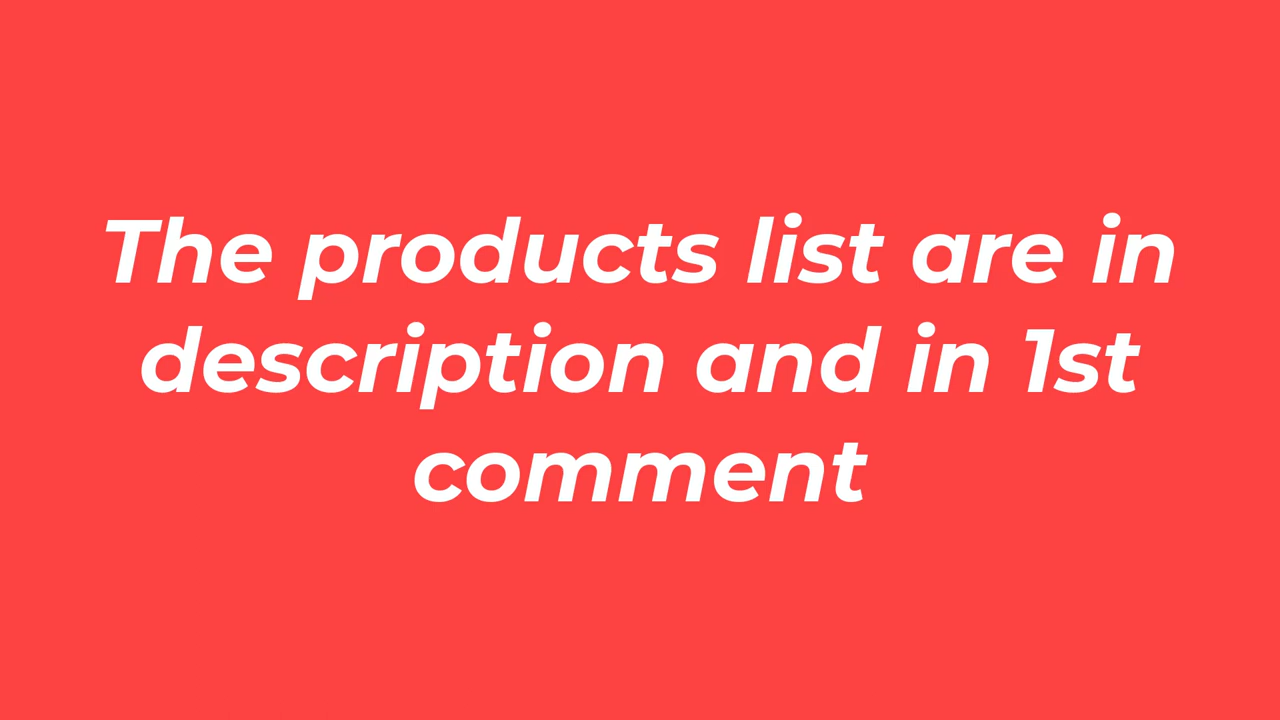 The products list are in
description and in 1st
comment